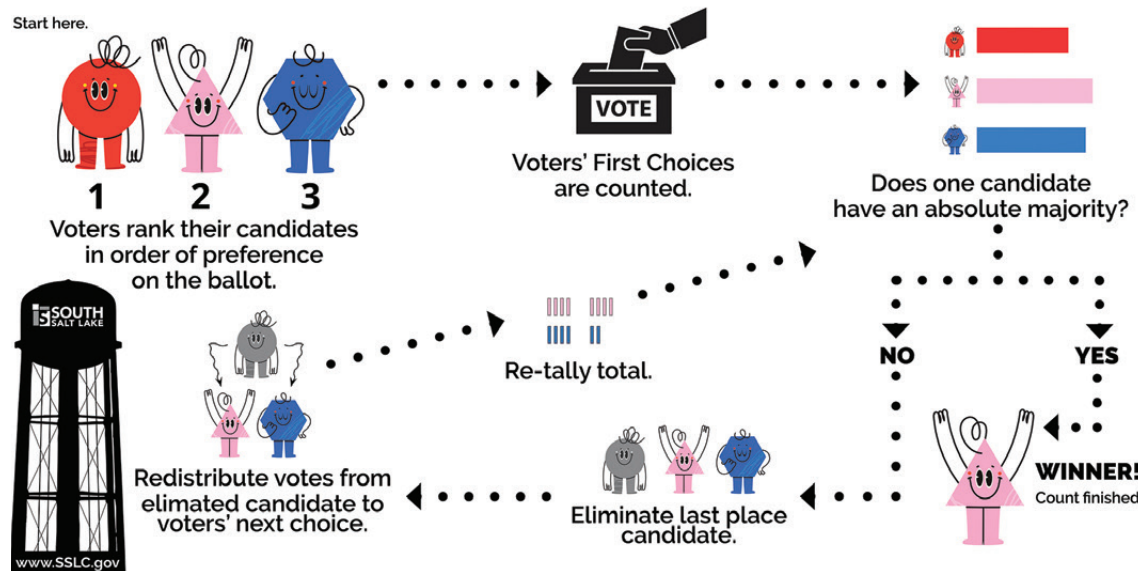 Start here.
1 2 3
Voters rank their candidates
in order of preference
on the ballot.
VOTE
Voters' First Choices
are counted.
Does one candidate
have an absolute majority?
NO
YES
WINNER!
Count finished
Eliminate last place
candidate.
Redistribute votes from
elimated candidate to
voters' next choice.
Re-tally total.
is SOUTH
SALT LAKE
www.SSLC.gov